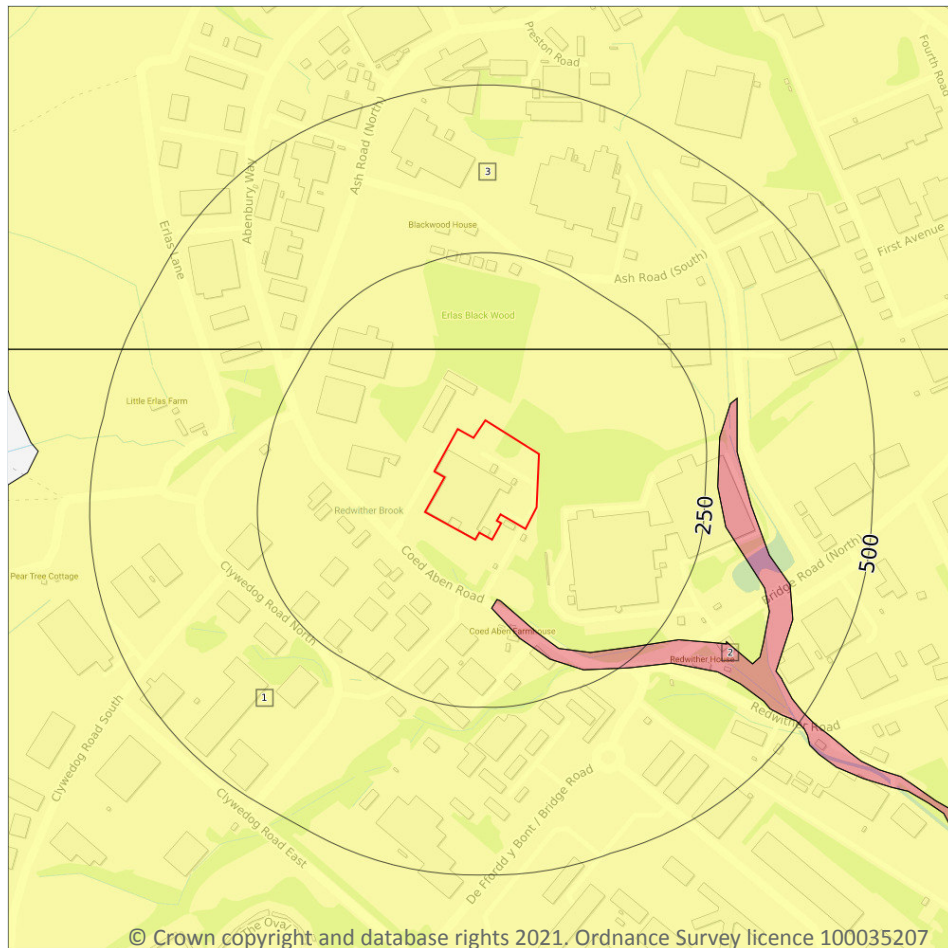 Preston Road
Fourth Road
Ash Road (North)
Abenbury Way
3
Erlas Lane
Blackwood House
First Avenue
Ash Road (South)
Erlas Black Wood
Little Erlas Farm
Redwither Brook
250
500
Coed Aben Road
Bridge Road (North)
Pear Tree Cottage
Clywedog Road North
Coed Aben Farmhouse
2
Redwither House
1
Redwither Road
Clywedog Road South
De Ffordd y Bont / Bridge Road
Clywedog Road East
The Oval
© Crown copyright and database rights 2021. Ordnance Survey licence 100035207